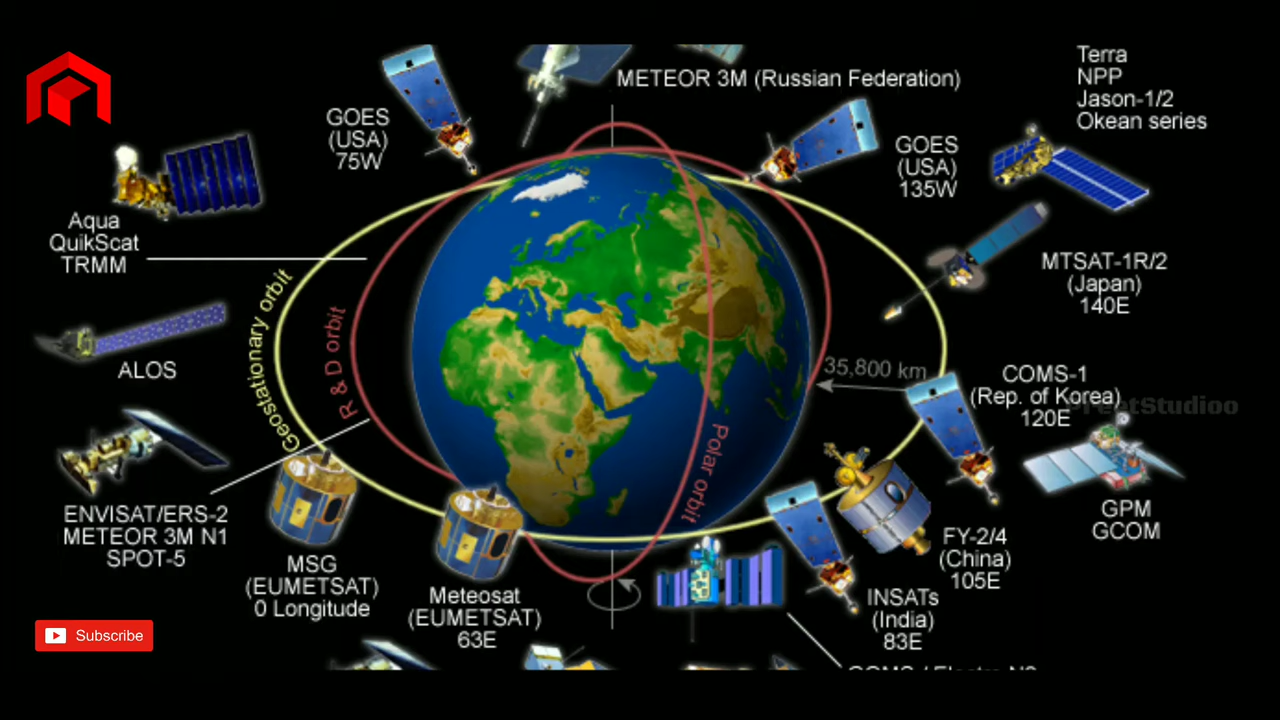 METEOR 3M (Russian Federation)
Terra
NPP
Jason-1/2
Okean series
GOES
(USA)
75W
GOES
(USA)
135W
Aqua
QuikScat
TRMM
MTSAT-1R/2
(Japan)
140E
Geostationary orbit
R & D orbit
Polar orbit
35,800 km
ALOS
COMS-1
(Rep. of Korea)
120E
GPM
GCOM
ENVISAT/ERS-2
METEOR 3M N1
SPOT-5
MSG
(EUMETSAT)
0 Longitude
Meteosat
(EUMETSAT)
63E
FY-2/4
(China)
105E
INSATs
(India)
83E
Subscribe